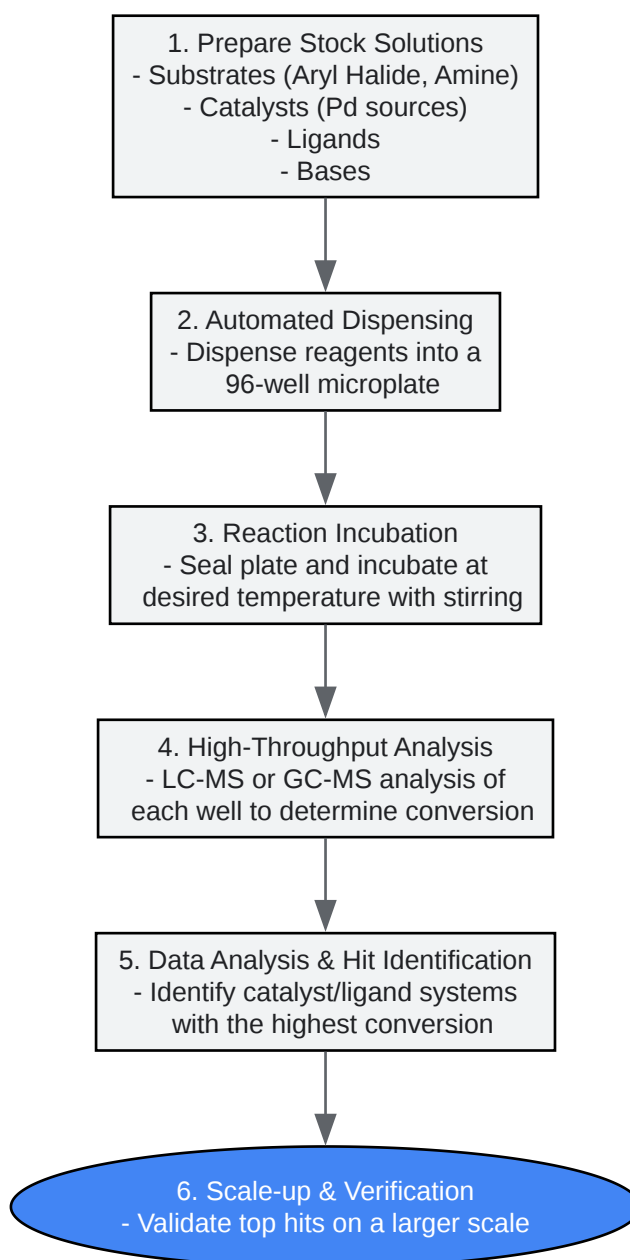 1. Prepare Stock Solutions
- Substrates (Aryl Halide, Amine)
- Catalysts (Pd sources)
- Ligands
- Bases
2. Automated Dispensing
- Dispense reagents into a
96-well microplate
3. Reaction Incubation
- Seal plate and incubate at
desired temperature with stirring
4. High-Throughput Analysis
- LC-MS or GC-MS analysis of
each well to determine conversion
5. Data Analysis & Hit Identification
- Identify catalyst/ligand systems
with the highest conversion
6. Scale-up & Verification
- Validate top hits on a larger scale